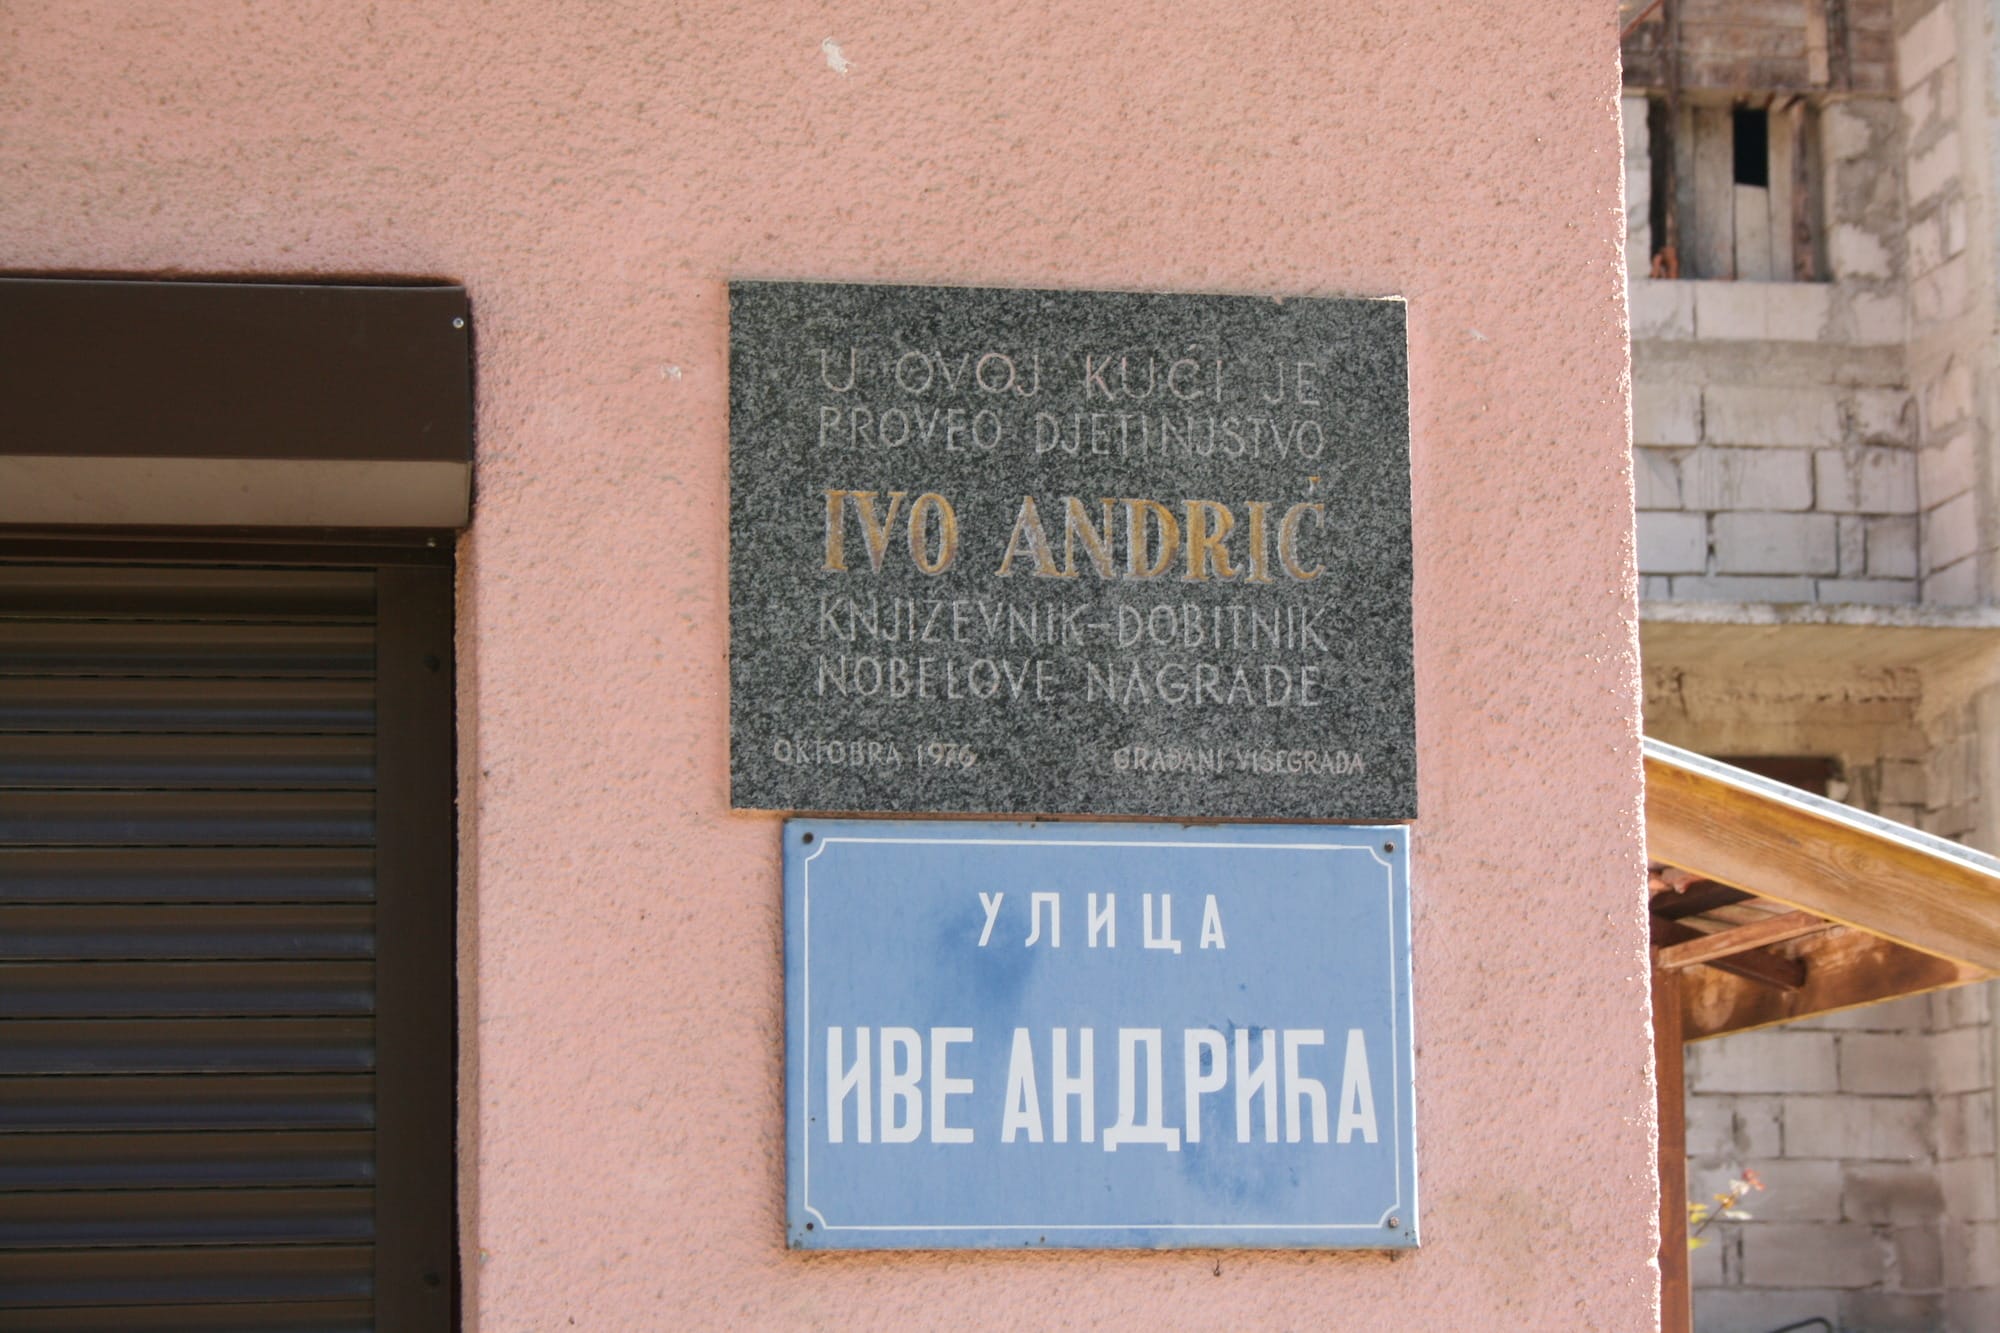 U OVOJ KUĆI JE
PROVEO DJETINJSTVO
IVO ANDRIĆ
KNJIŽEVNIK–DOBITNIK
NOBELOVE NAGRADE
OKTOBRA 1976
GRAĐANI VIŠEGRADA
УЛИЦА
ИВЕ АНДРИЋА